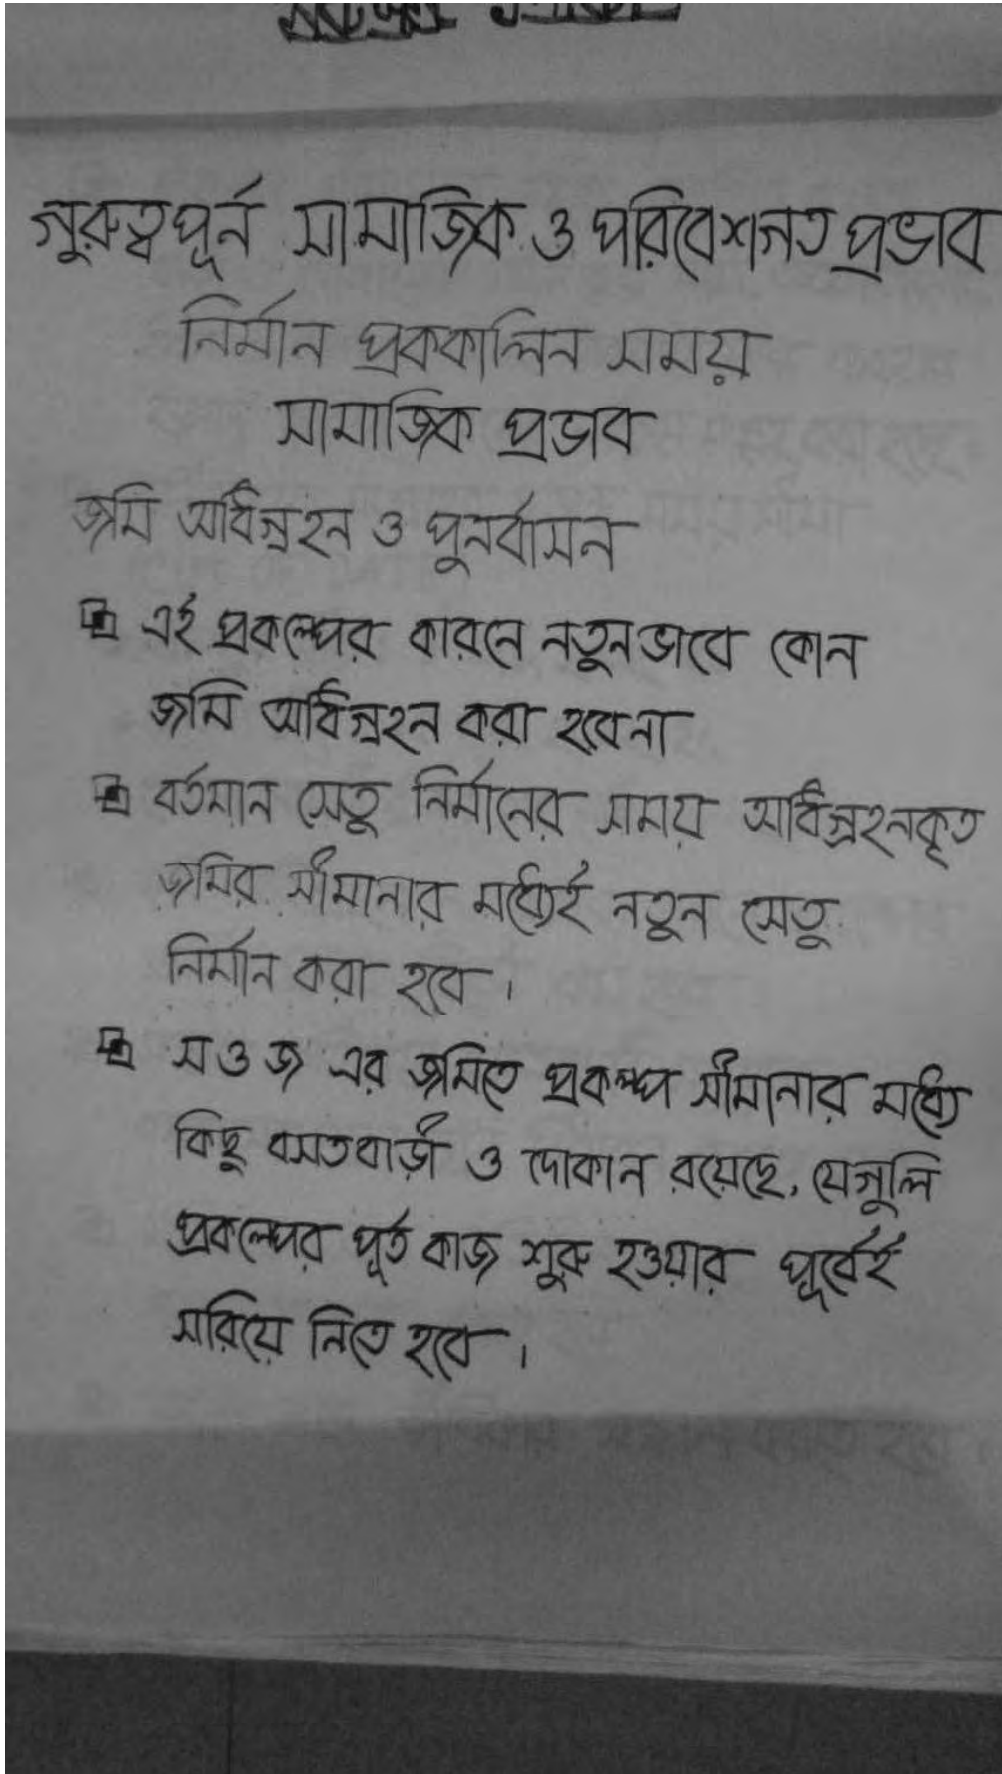 গুরুত্বপূর্ন সামাজিক ও পরিবেশগত প্রভাব
নির্মান প্রককালিন সময়
সামাজিক প্রভাব
জমি অধিগ্রহন ও পুনর্বাসন
এই প্রকল্পের কারনে নতুনভাবে কোন
জমি অধিগ্রহন করা হবেনা
বর্তমান সেতু নির্মানের সময় অধিগ্রহনকৃত
জমির সীমানার মধ্যেই নতুন সেতু
নির্মান করা হবে।
সওজ এর জমিতে প্রকল্প সীমানার মধ্যে
কিছু বসতবাড়ী ও দোকান রয়েছে, যেগুলি
প্রকল্পের পূর্ত কাজ শুরু হওয়ার পূর্বেই
সরিয়ে নিতে হবে।